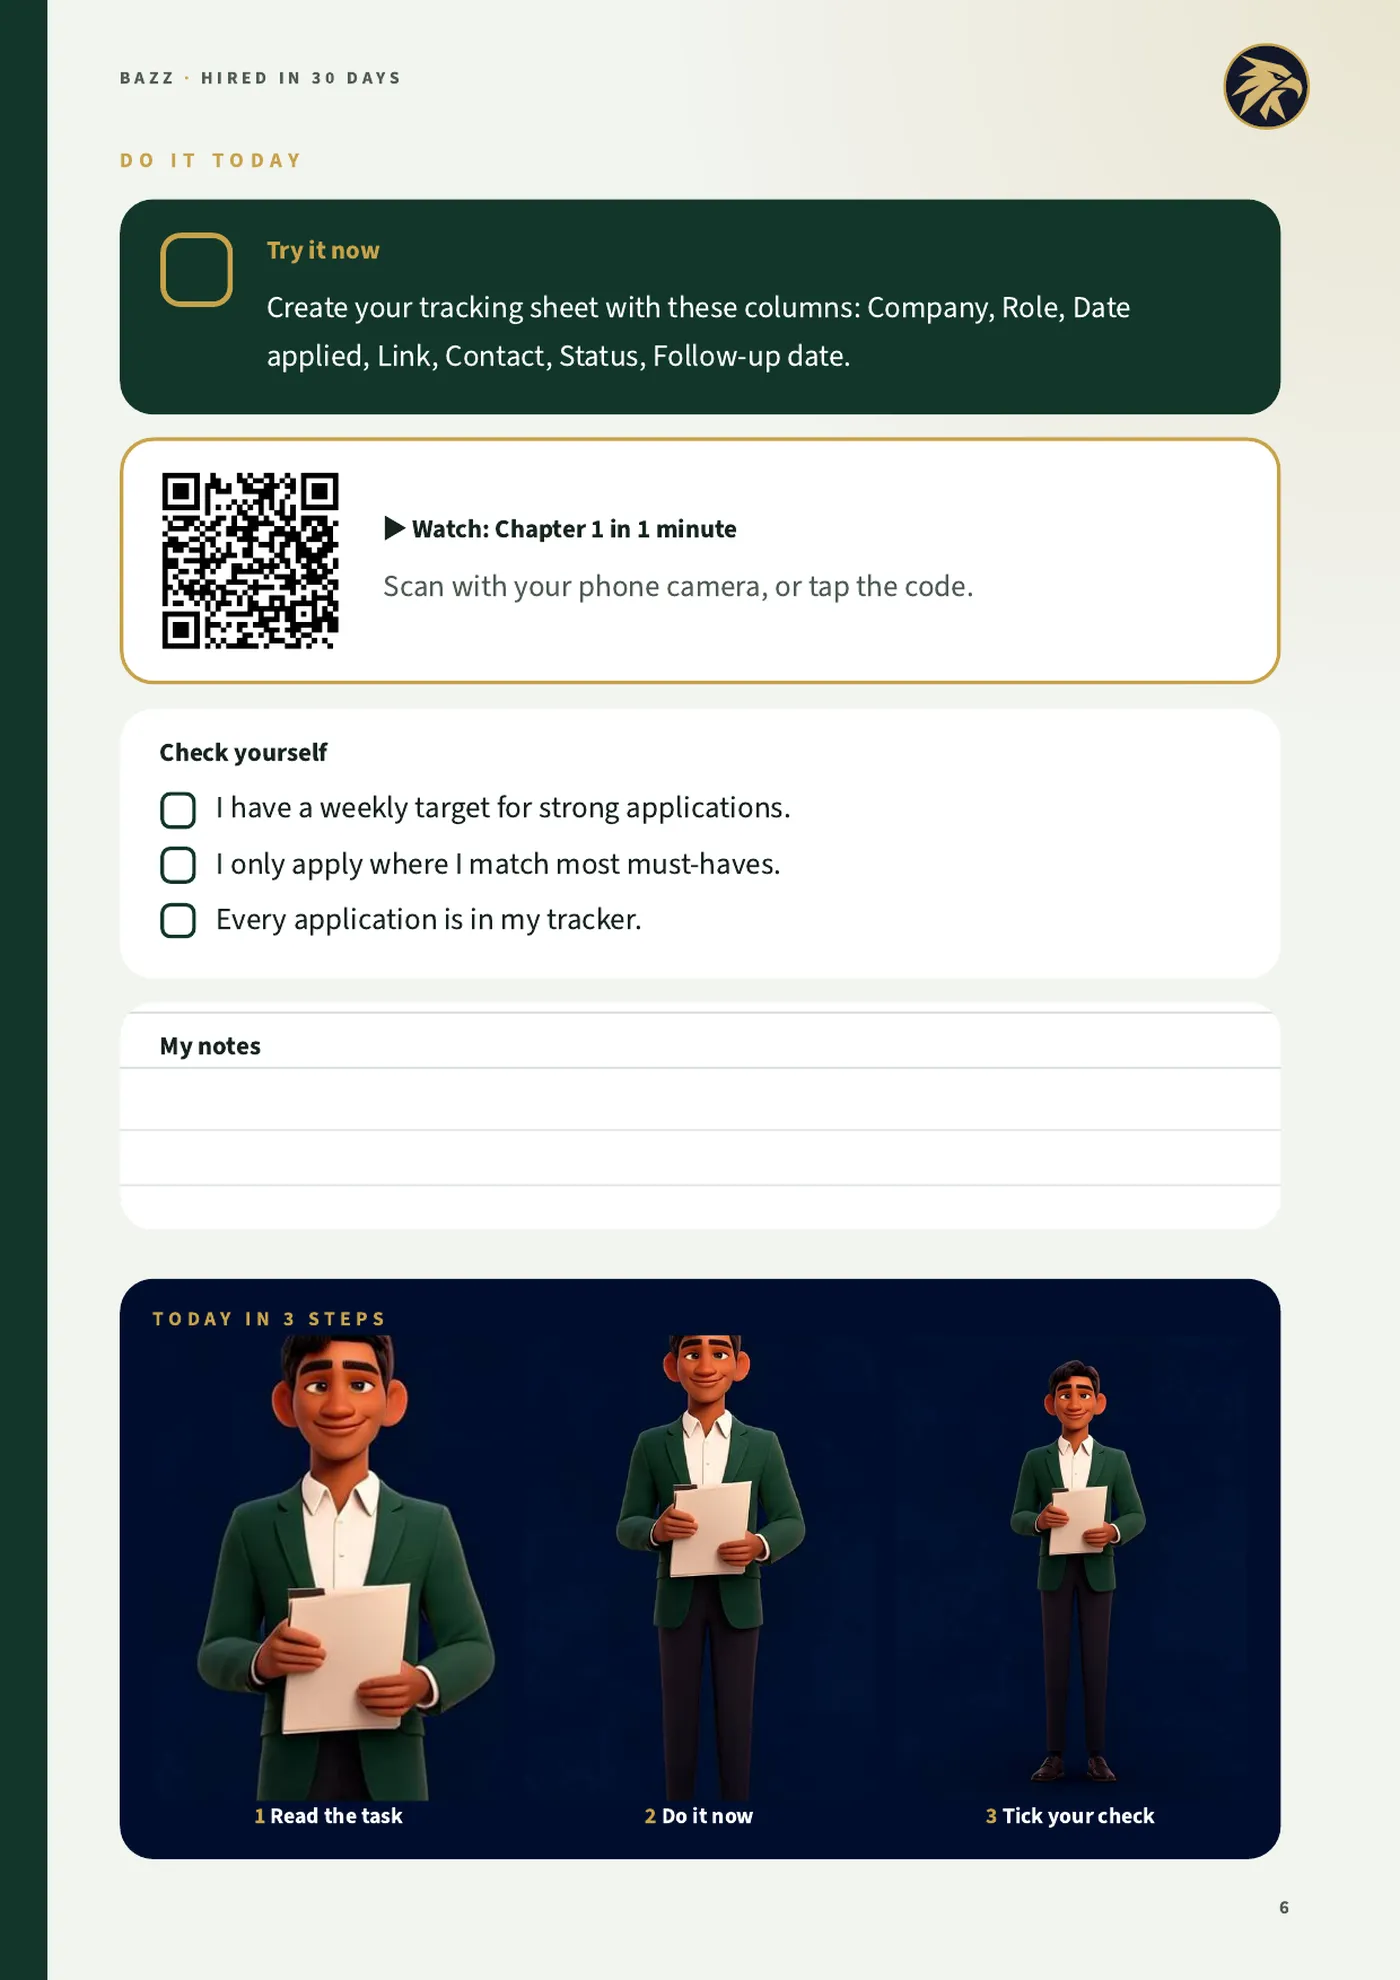 BAZZ · HIRED IN 30 DAYS
DO IT TODAY
Try it now
Create your tracking sheet with these columns: Company, Role, Date
applied, Link, Contact, Status, Follow-up date.
▶ Watch: Chapter 1 in 1 minute
Scan with your phone camera, or tap the code.
Check yourself
I have a weekly target for strong applications.
I only apply where I match most must-haves.
Every application is in my tracker.
My notes
TODAY IN 3 STEPS
1 Read the task
2 Do it now
3 Tick your check
6